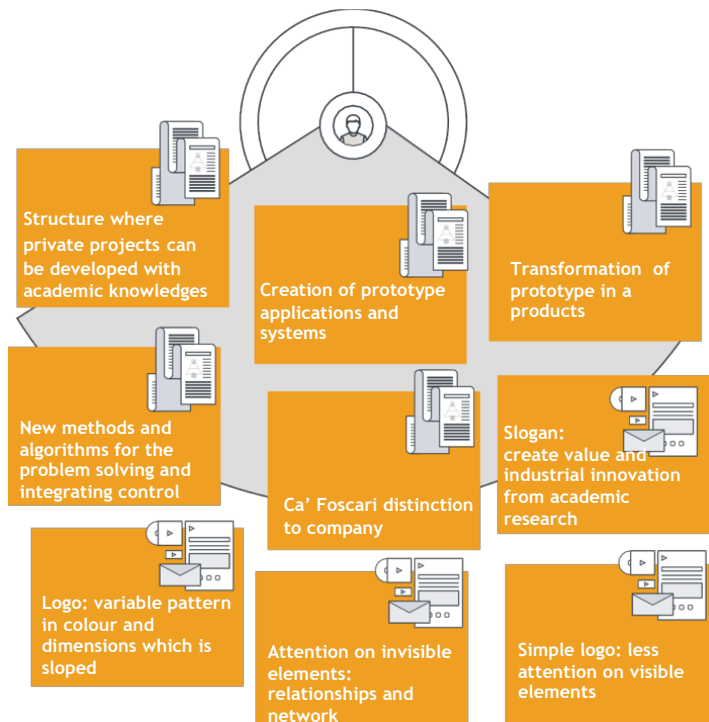 Structure where
private projects can
be developed with
academic knowledges
Creation of prototype
applications and
systems
Transformation of
prototype in a
products
New methods and
algorithms for the
problem solving and
integrating control
Ca' Foscari distinction
to company
Slogan:
create value and
industrial innovation
from academic
research
Logo: variable pattern
in colour and
dimensions which is
sloped
Attention on invisible
elements:
relationships and
network
Simple logo: less
attention on visible
elements